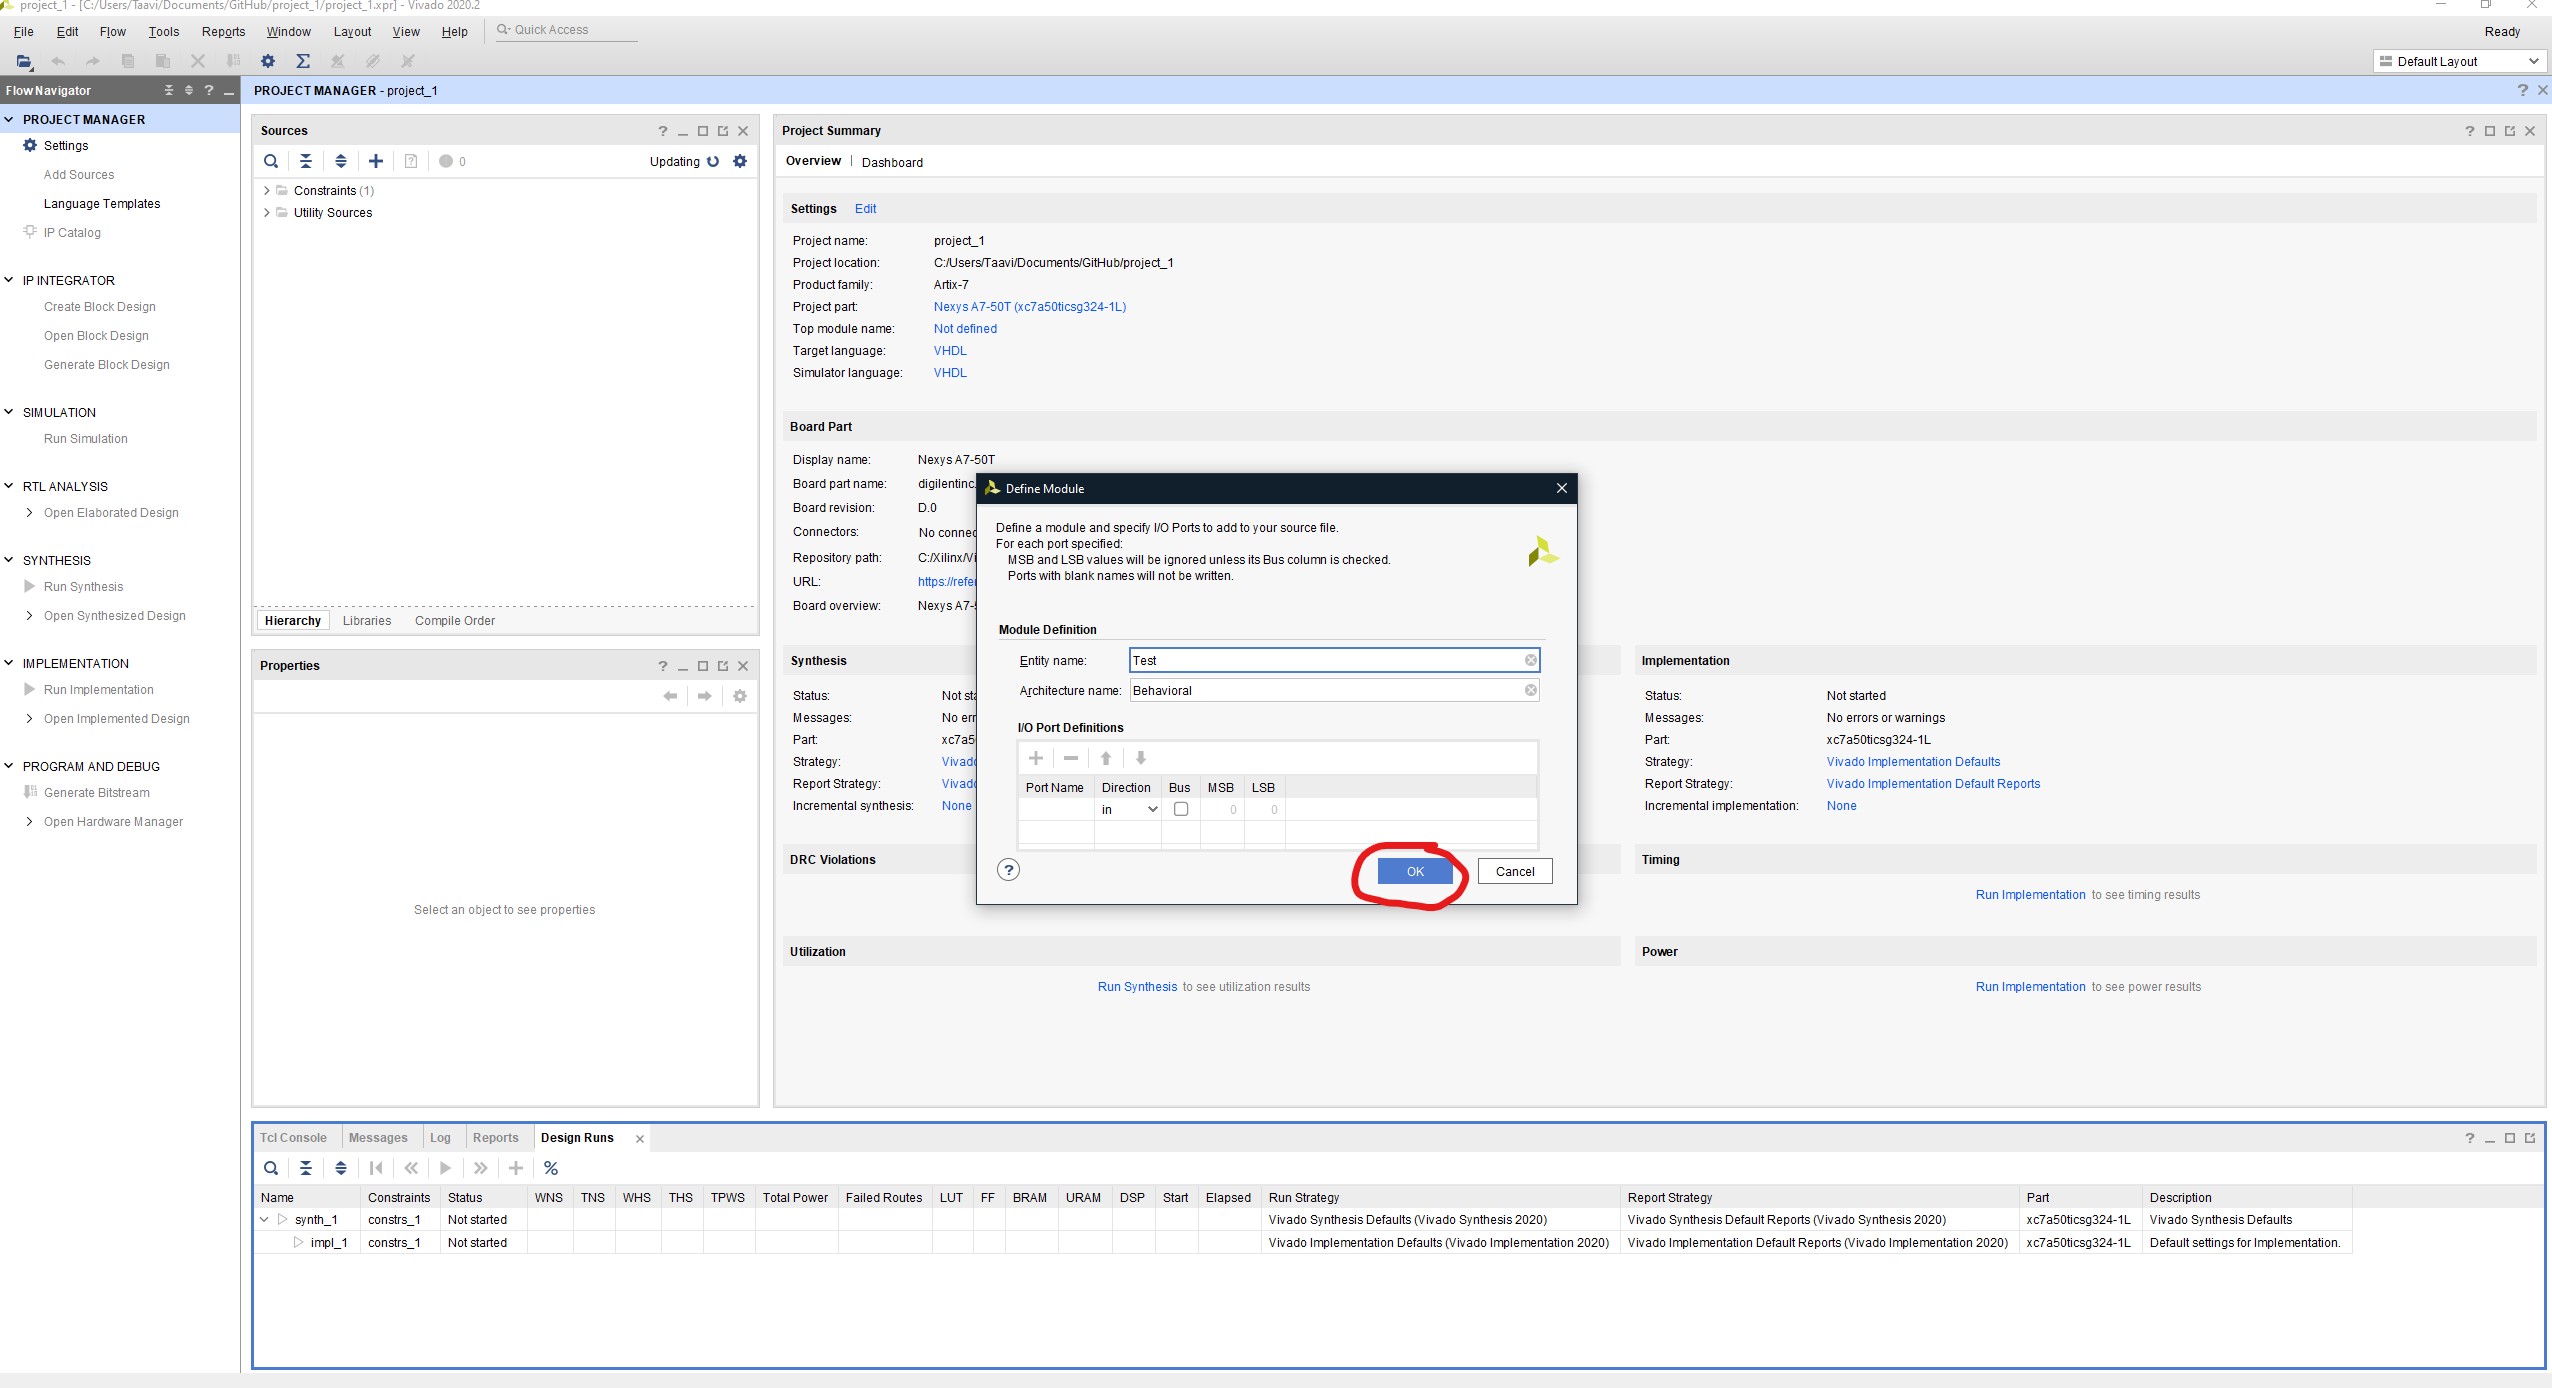 project_1 - [C:/Users/Taavi/Documents/GitHub/project_1/project_1.xpr] - Vivado 2020.2
File Edit Flow Tools Reports Window Layout View Help Quick Access Ready
Default Layout
Flow Navigator
PROJECT MANAGER
Settings
Add Sources
Language Templates
IP Catalog
IP INTEGRATOR
Create Block Design
Open Block Design
Generate Block Design
SIMULATION
Run Simulation
RTL ANALYSIS
Open Elaborated Design
SYNTHESIS
Run Synthesis
Open Synthesized Design
IMPLEMENTATION
Run Implementation
Open Implemented Design
PROGRAM AND DEBUG
Generate Bitstream
Open Hardware Manager
PROJECT MANAGER - project_1
Sources
0 Updating
Constraints (1)
Utility Sources
Hierarchy Libraries Compile Order
Properties
Select an object to see properties
Project Summary
Overview | Dashboard
Settings Edit
Project name: project_1
Project location: C:/Users/Taavi/Documents/GitHub/project_1
Product family: Artix-7
Project part: Nexys A7-50T (xc7a50ticsg324-1L)
Top module name: Not defined
Target language: VHDL
Simulator language: VHDL
Board Part
Display name: Nexys A7-50T
Board part name: digilentinc.
Board revision: D.0
Connectors: No connec
Repository path: C:/Xilinx/Vi
URL: https://refer
Board overview: Nexys A7-5
Synthesis
Status: Not sta
Messages: No err
Part: xc7a5
Strategy: Vivado
Report Strategy: Vivado
Incremental synthesis: None
Implementation
Status: Not started
Messages: No errors or warnings
Part: xc7a50ticsg324-1L
Strategy: Vivado Implementation Defaults
Report Strategy: Vivado Implementation Default Reports
Incremental implementation: None
DRC Violations
Timing
Run Implementation to see timing results
Utilization
Run Synthesis to see utilization results
Power
Run Implementation to see power results
Define Module
Define a module and specify I/O Ports to add to your source file.
For each port specified:
MSB and LSB values will be ignored unless its Bus column is checked.
Ports with blank names will not be written.
Module Definition
Entity name: Test
Architecture name: Behavioral
I/O Port Definitions
Port Name Direction Bus MSB LSB
in 0 0
OK Cancel
Tcl Console Messages Log Reports Design Runs
Name Constraints Status WNS TNS WHS THS TPWS Total Power Failed Routes LUT FF BRAM URAM DSP Start Elapsed Run Strategy Report Strategy Part Description
synth_1 constrs_1 Not started Vivado Synthesis Defaults (Vivado Synthesis 2020) Vivado Synthesis Default Reports (Vivado Synthesis 2020) xc7a50ticsg324-1L Vivado Synthesis Defaults
impl_1 constrs_1 Not started Vivado Implementation Defaults (Vivado Implementation 2020) Vivado Implementation Default Reports (Vivado Implementation 2020) xc7a50ticsg324-1L Default settings for Implementation.